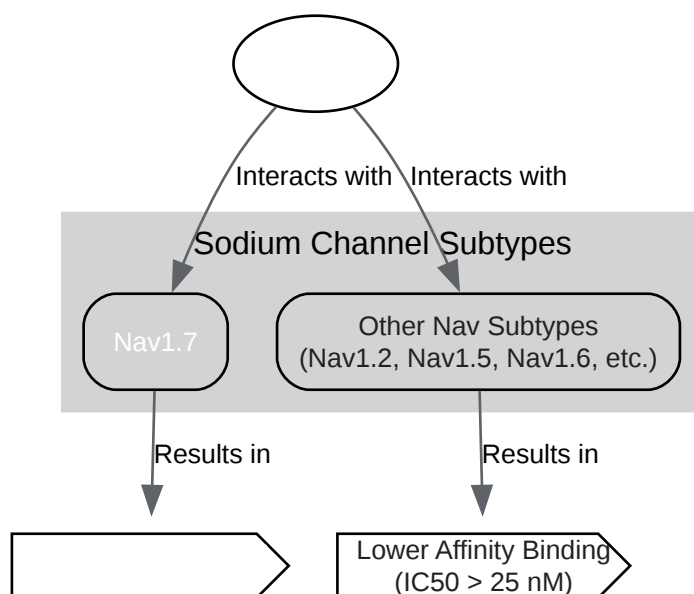 Interacts with Interacts with
Sodium Channel Subtypes
Nav1.7
Other Nav Subtypes
(Nav1.2, Nav1.5, Nav1.6, etc.)
Results in Results in
Lower Affinity Binding
(IC50 > 25 nM)